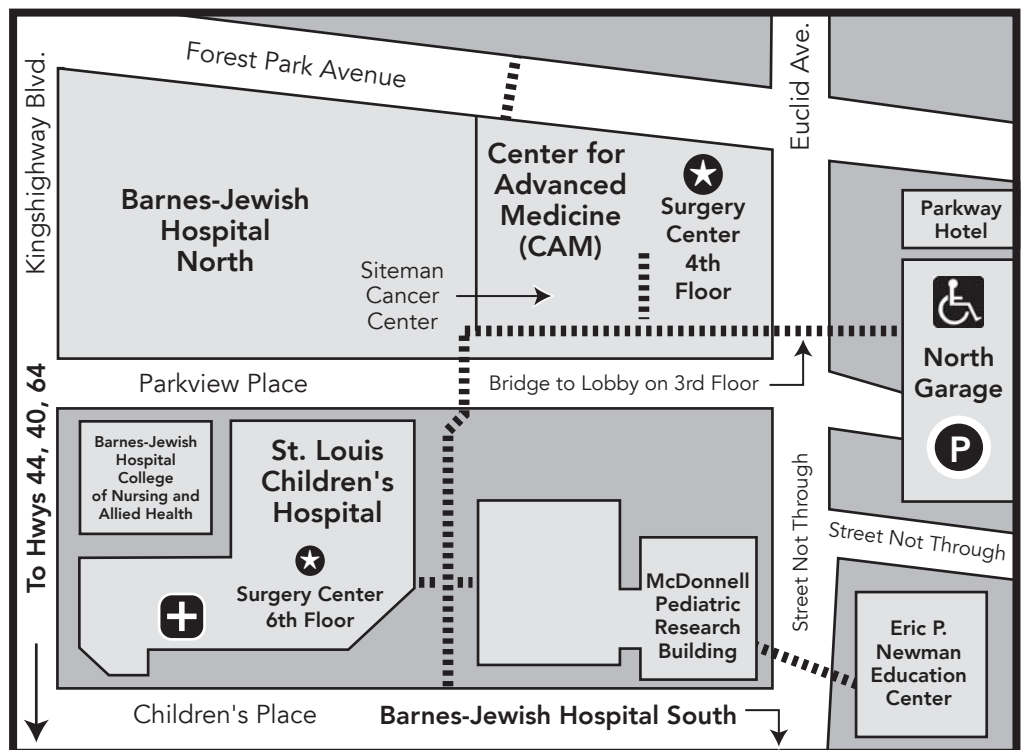 Forest Park Avenue
Kingshighway Blvd.
Euclid Ave.
Barnes-Jewish
Hospital
North
Center for
Advanced
Medicine
(CAM)
Surgery
Center
4th
Floor
Siteman
Cancer
Center
Parkway
Hotel
North
Garage
P
Parkview Place
Bridge to Lobby on 3rd Floor
To Hwys 44, 40, 64
Barnes-Jewish
Hospital
College
of Nursing and
Allied Health
St. Louis
Children's
Hospital
Surgery Center
6th Floor
McDonnell
Pediatric
Research
Building
Street Not Through
Street Not Through
Eric P.
Newman
Education
Center
Children's Place
Barnes-Jewish Hospital South